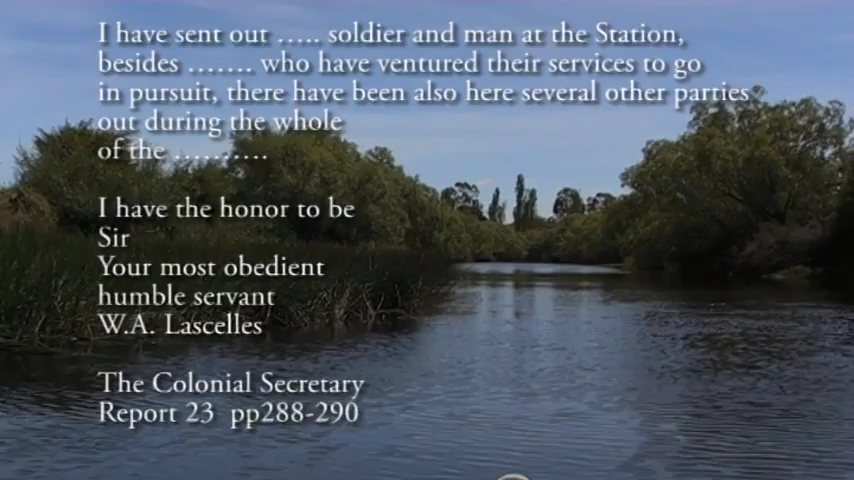 I have sent out ..... soldier and man at the Station,
besides ....... who have ventured their services to go
in pursuit, there have been also here several other parties
out during the whole
of the ..........
I have the honor to be
Sir
Your most obedient
humble servant
W.A. Lascelles
The Colonial Secretary
Report 23 pp288-290